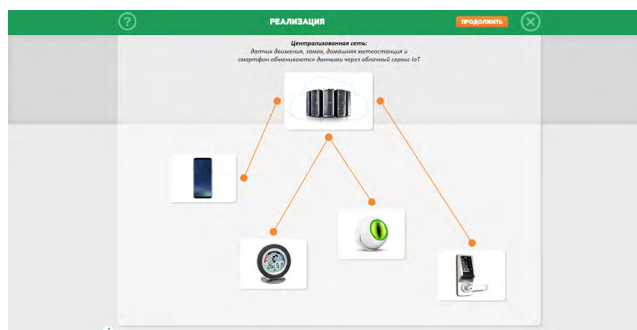 ?
РЕАЛИЗАЦИЯ
ПРОДОЛЖИТЬ
Централизованная сеть:
датчик движения, замок, домашняя метеостанция и
смартфон обмениваются данными через облачный сервис IoT